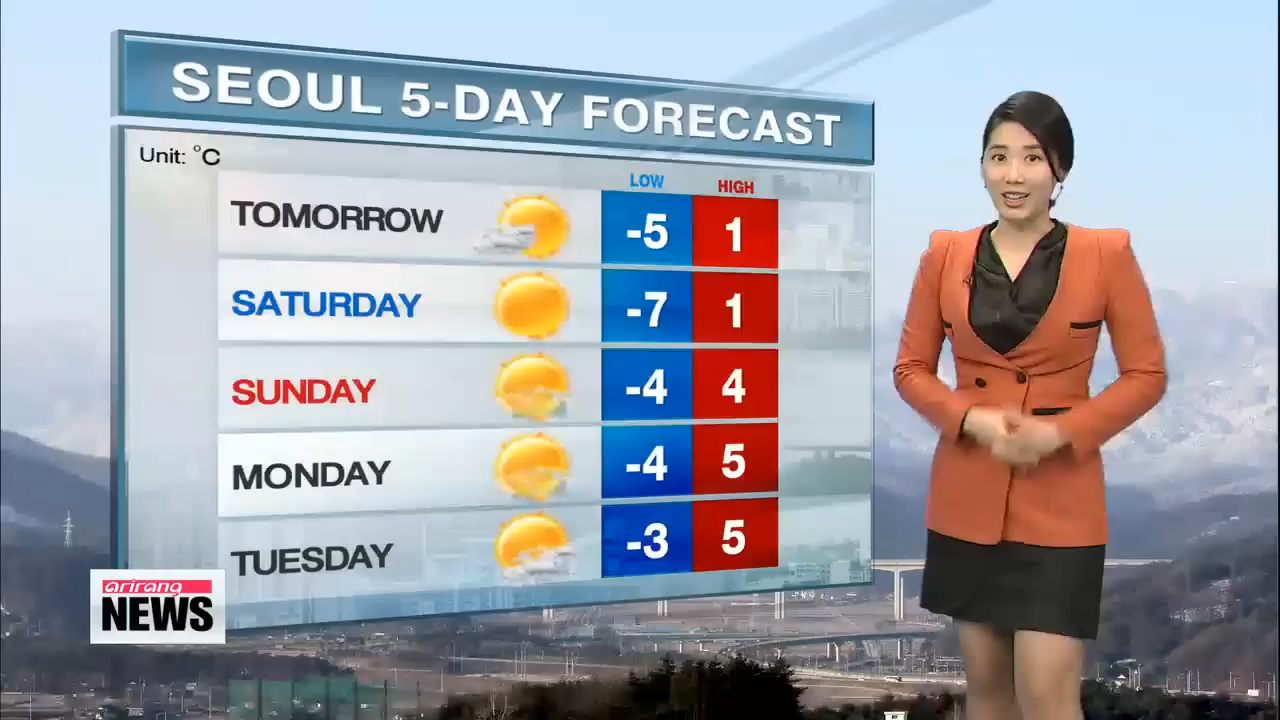 SEOUL 5-DAY FORECAST
Unit: °C
LOW HIGH
TOMORROW -5 1
SATURDAY -7 1
SUNDAY -4 4
MONDAY -4 5
TUESDAY -3 5
arirang
NEWS